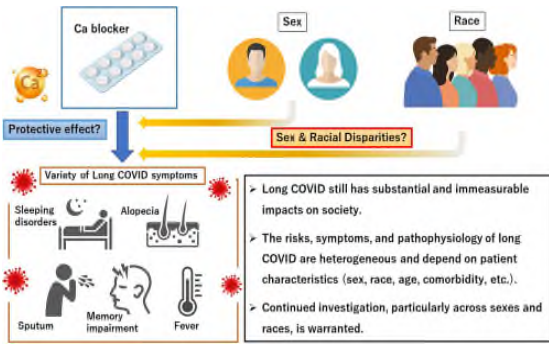 Ca blocker
Sex
Race
Ca
Protective effect?
Sex & Racial Disparities?
Variety of Long COVID symptoms
Sleeping
disorders
Alopecia
Sputum
Memory
impairment
Fever
➢ Long COVID still has substantial and immeasurable
impacts on society.
➢ The risks, symptoms, and pathophysiology of long
COVID are heterogeneous and depend on patient
characteristics (sex, race, age, comorbidity, etc.).
➢ Continued investigation, particularly across sexes and
races, is warranted.